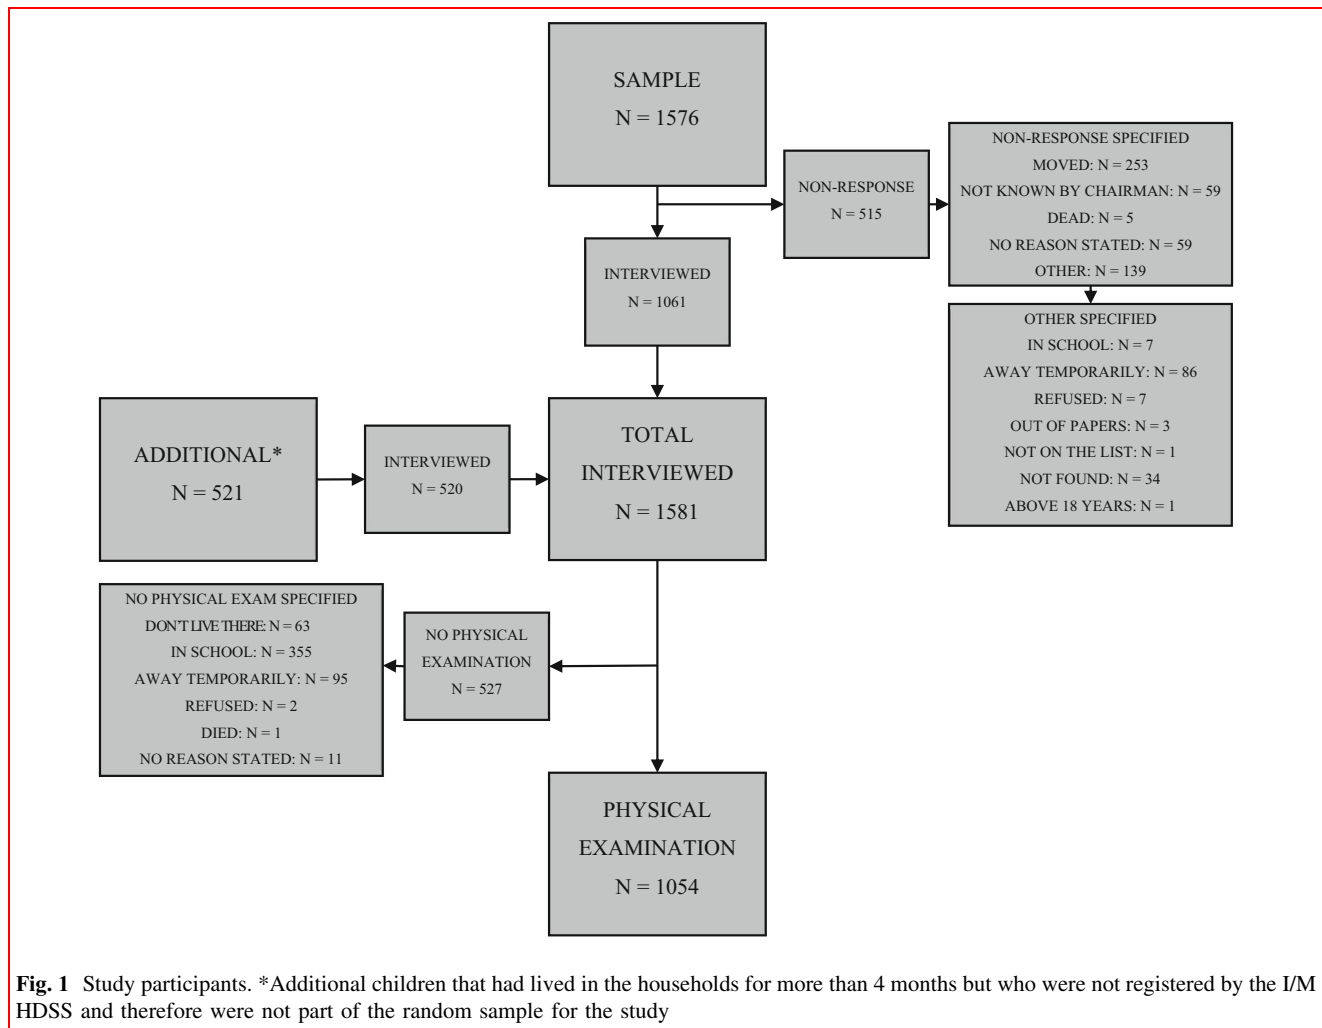 SAMPLE
N = 1576
NON-RESPONSE
N = 515
NON-RESPONSE SPECIFIED
MOVED: N = 253
NOT KNOWN BY CHAIRMAN: N = 59
DEAD: N = 5
NO REASON STATED: N = 59
OTHER: N = 139
INTERVIEWED
N = 1061
OTHER SPECIFIED
IN SCHOOL: N = 7
AWAY TEMPORARILY: N = 86
REFUSED: N = 7
OUT OF PAPERS: N = 3
NOT ON THE LIST: N = 1
NOT FOUND: N = 34
ABOVE 18 YEARS: N = 1
ADDITIONAL*
N = 521
INTERVIEWED
N = 520
TOTAL
INTERVIEWED
N = 1581
NO PHYSICAL EXAM SPECIFIED
DON'T LIVE THERE: N = 63
IN SCHOOL: N = 355
AWAY TEMPORARILY: N = 95
REFUSED: N = 2
DIED: N = 1
NO REASON STATED: N = 11
NO PHYSICAL
EXAMINATION
N = 527
PHYSICAL
EXAMINATION
N = 1054
Fig. 1 Study participants. *Additional children that had lived in the households for more than 4 months but who were not registered by the I/M
HDSS and therefore were not part of the random sample for the study